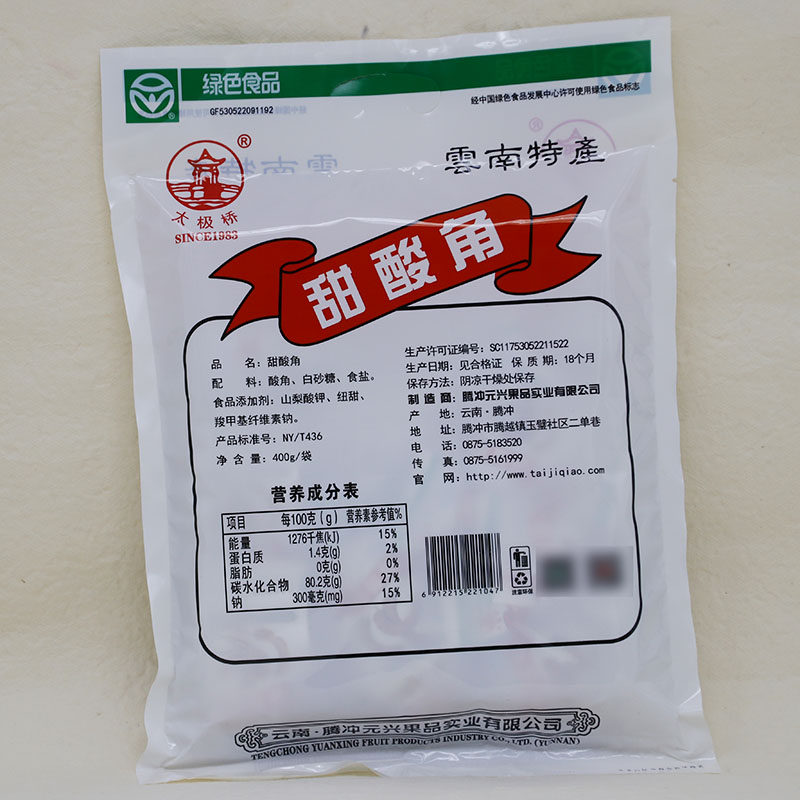 绿色食品
GF530522091192
经中国绿色食品发展中心许可使用绿色食品标志
®
太极桥
SINCE1983
雲南特產
甜酸角
品 名：甜酸角
配 料：酸角、白砂糖、食盐。
食品添加剂：山梨酸钾、纽甜、
羧甲基纤维素钠。
产品标准号：NY/T436
净 含 量：400g/袋
生产许可证编号：SC11753052211522
生产日期：见合格证 保 质 期：18个月
保存方法：阴凉干燥处保存
制 造 商：腾冲元兴果品实业有限公司
产 地：云南·腾冲
地 址：腾冲市腾越镇玉璧社区二单巷
电 话：0875-5183520
传 真：0875-5161999
官 网：http://www.taijiqiao.com
营养成分表
项目 每100克(g) 营养素参考值%
能量 1276千焦(kJ) 15%
蛋白质 1.4克(g) 2%
脂肪 0克(g) 0%
碳水化合物 80.2克(g) 27%
钠 300毫克(mg) 15%
6 912215 221047
云南·腾冲元兴果品实业有限公司
TENGCHONG YUANXING FRUIT PRODUCTS INDUSTRY CO., LTD. (YUNNAN)